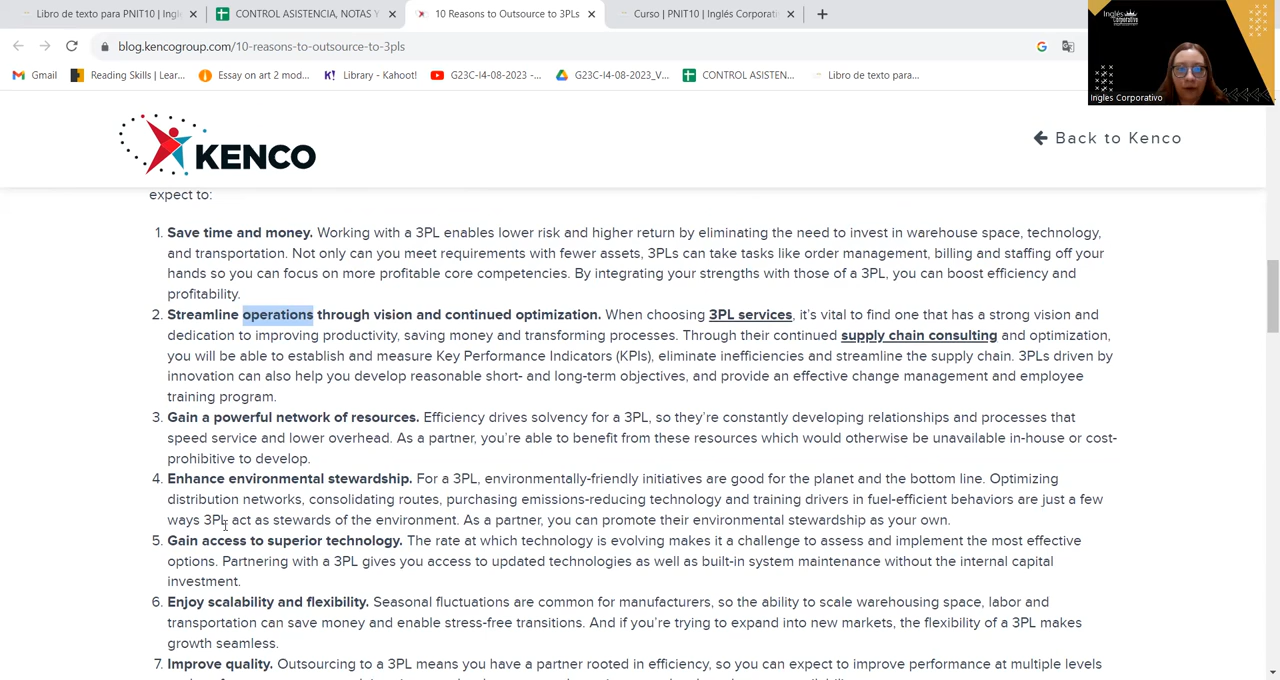 Libro de texto para PNIT10 | Ingl
CONTROL ASISTENCIA, NOTAS Y
10 Reasons to Outsource to 3PLs
Curso | PNIT10 | Inglés Corporati
blog.kencogroup.com/10-reasons-to-outsource-to-3pls
Gmail
Reading Skills | Lear...
Essay on art 2 mod...
Library - Kahoot!
G23C-I4-08-2023 -...
G23C-I4-08-2023_V...
CONTROL ASISTEN...
Libro de texto para...
Inglés
Corporativo
Ingles Corporativo
KENCO
Back to Kenco
expect to:
1. Save time and money. Working with a 3PL enables lower risk and higher return by eliminating the need to invest in warehouse space, technology,
and transportation. Not only can you meet requirements with fewer assets, 3PLs can take tasks like order management, billing and staffing off your
hands so you can focus on more profitable core competencies. By integrating your strengths with those of a 3PL, you can boost efficiency and
profitability.
2. Streamline operations through vision and continued optimization. When choosing 3PL services, it's vital to find one that has a strong vision and
dedication to improving productivity, saving money and transforming processes. Through their continued supply chain consulting and optimization,
you will be able to establish and measure Key Performance Indicators (KPIs), eliminate inefficiencies and streamline the supply chain. 3PLs driven by
innovation can also help you develop reasonable short- and long-term objectives, and provide an effective change management and employee
training program.
3. Gain a powerful network of resources. Efficiency drives solvency for a 3PL, so they're constantly developing relationships and processes that
speed service and lower overhead. As a partner, you're able to benefit from these resources which would otherwise be unavailable in-house or cost-
prohibitive to develop.
4. Enhance environmental stewardship. For a 3PL, environmentally-friendly initiatives are good for the planet and the bottom line. Optimizing
distribution networks, consolidating routes, purchasing emissions-reducing technology and training drivers in fuel-efficient behaviors are just a few
ways 3PL act as stewards of the environment. As a partner, you can promote their environmental stewardship as your own.
5. Gain access to superior technology. The rate at which technology is evolving makes it a challenge to assess and implement the most effective
options. Partnering with a 3PL gives you access to updated technologies as well as built-in system maintenance without the internal capital
investment.
6. Enjoy scalability and flexibility. Seasonal fluctuations are common for manufacturers, so the ability to scale warehousing space, labor and
transportation can save money and enable stress-free transitions. And if you're trying to expand into new markets, the flexibility of a 3PL makes
growth seamless.
7. Improve quality. Outsourcing to a 3PL means you have a partner rooted in efficiency, so you can expect to improve performance at multiple levels